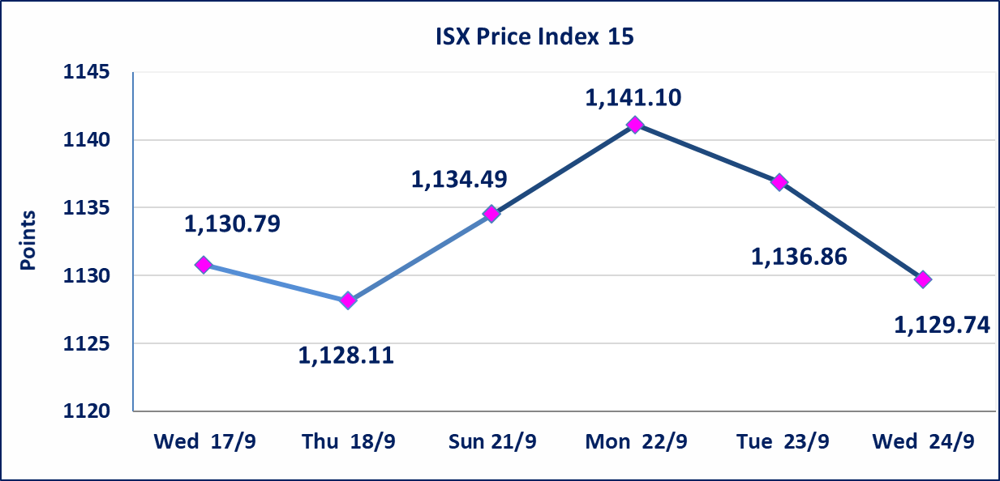 ISX Price Index 15
Points
1145
1140
1135
1130
1125
1120
1,130.79
1,128.11
1,134.49
1,141.10
1,136.86
1,129.74
Wed 17/9
Thu 18/9
Sun 21/9
Mon 22/9
Tue 23/9
Wed 24/9